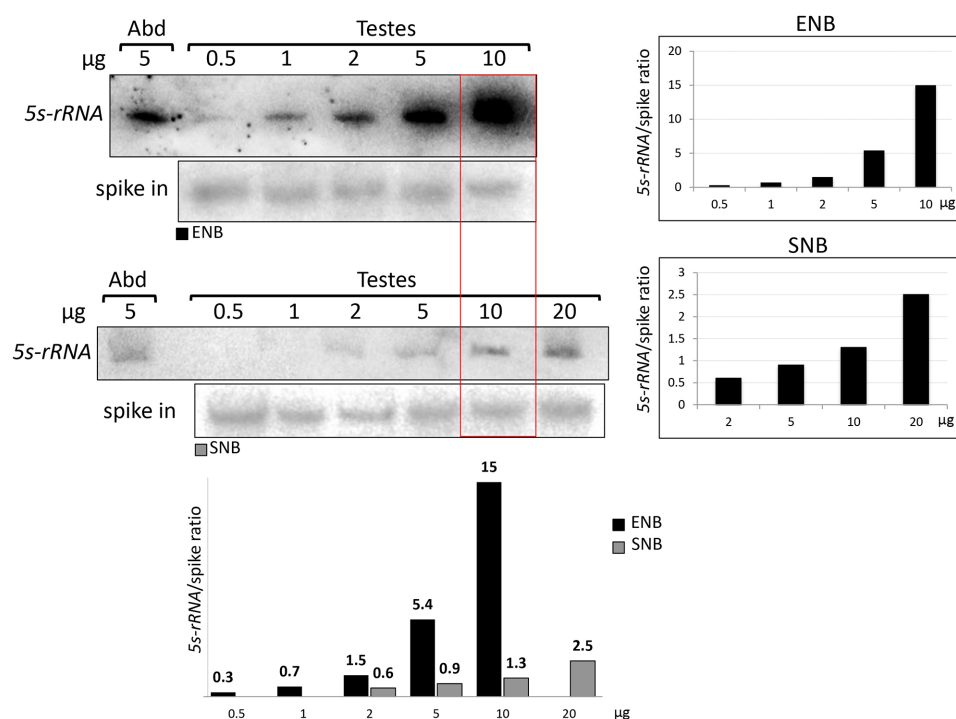 Abd Testes
µg 5 0.5 1 2 5 10
5s-rRNA
spike in
ENB
Abd Testes
µg 5 0.5 1 2 5 10 20
5s-rRNA
spike in
SNB
ENB
5s-rRNA/spike ratio
20
15
10
5
0
0.5 1 2 5 10 µg
SNB
5s-rRNA/spike ratio
3
2.5
2
1.5
1
0.5
0
2 5 10 20 µg
5s-rRNA/spike ratio
0.3 0.7 1.5 0.6 5.4 0.9 15 1.3 2.5
0.5 1 2 5 10 20 µg
ENB
SNB